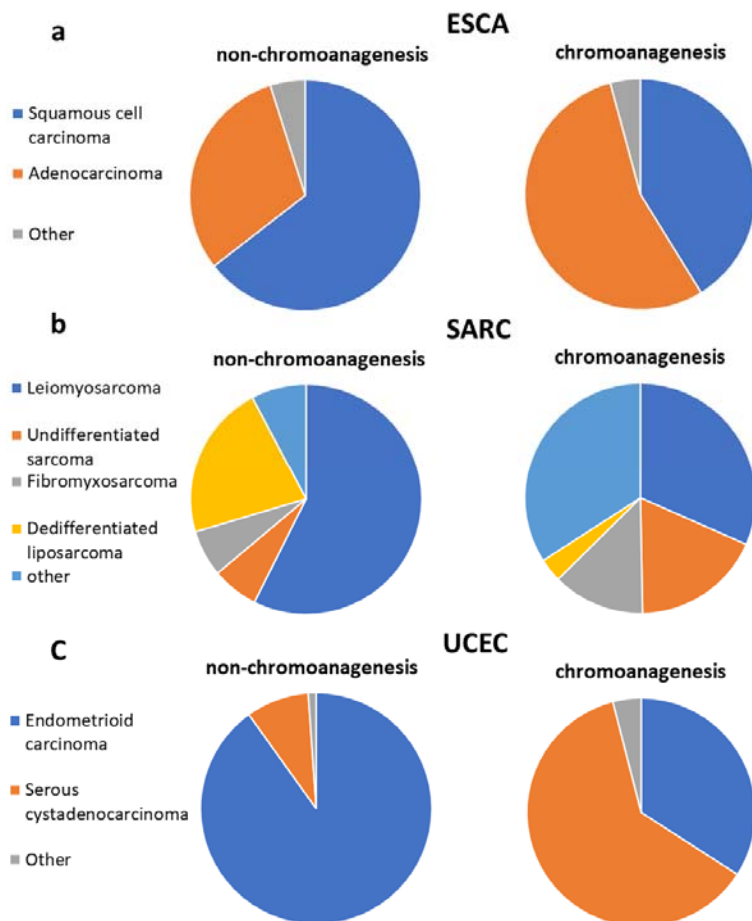 a
ESCA
non-chromoanagenesis
chromoanagenesis
Squamous cell
carcinoma
Adenocarcinoma
Other
b
SARC
non-chromoanagenesis
chromoanagenesis
Leiomyosarcoma
Undifferentiated
sarcoma
Fibromyxosarcoma
Dedifferentiated
liposarcoma
other
C
UCEC
non-chromoanagenesis
chromoanagenesis
Endometrioid
carcinoma
Serous
cystadenocarcinoma
Other